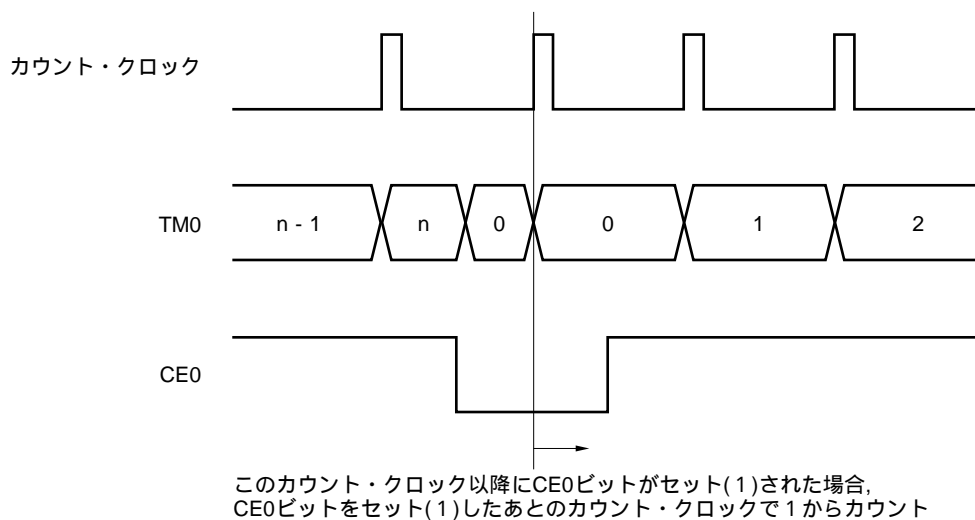 カウント・クロック
TM0
n - 1
n
0
0
1
2
CE0
このカウント・クロック以降にCE0ビットがセット(1)された場合,
CE0ビットをセット(1)したあとのカウント・クロックで1からカウント